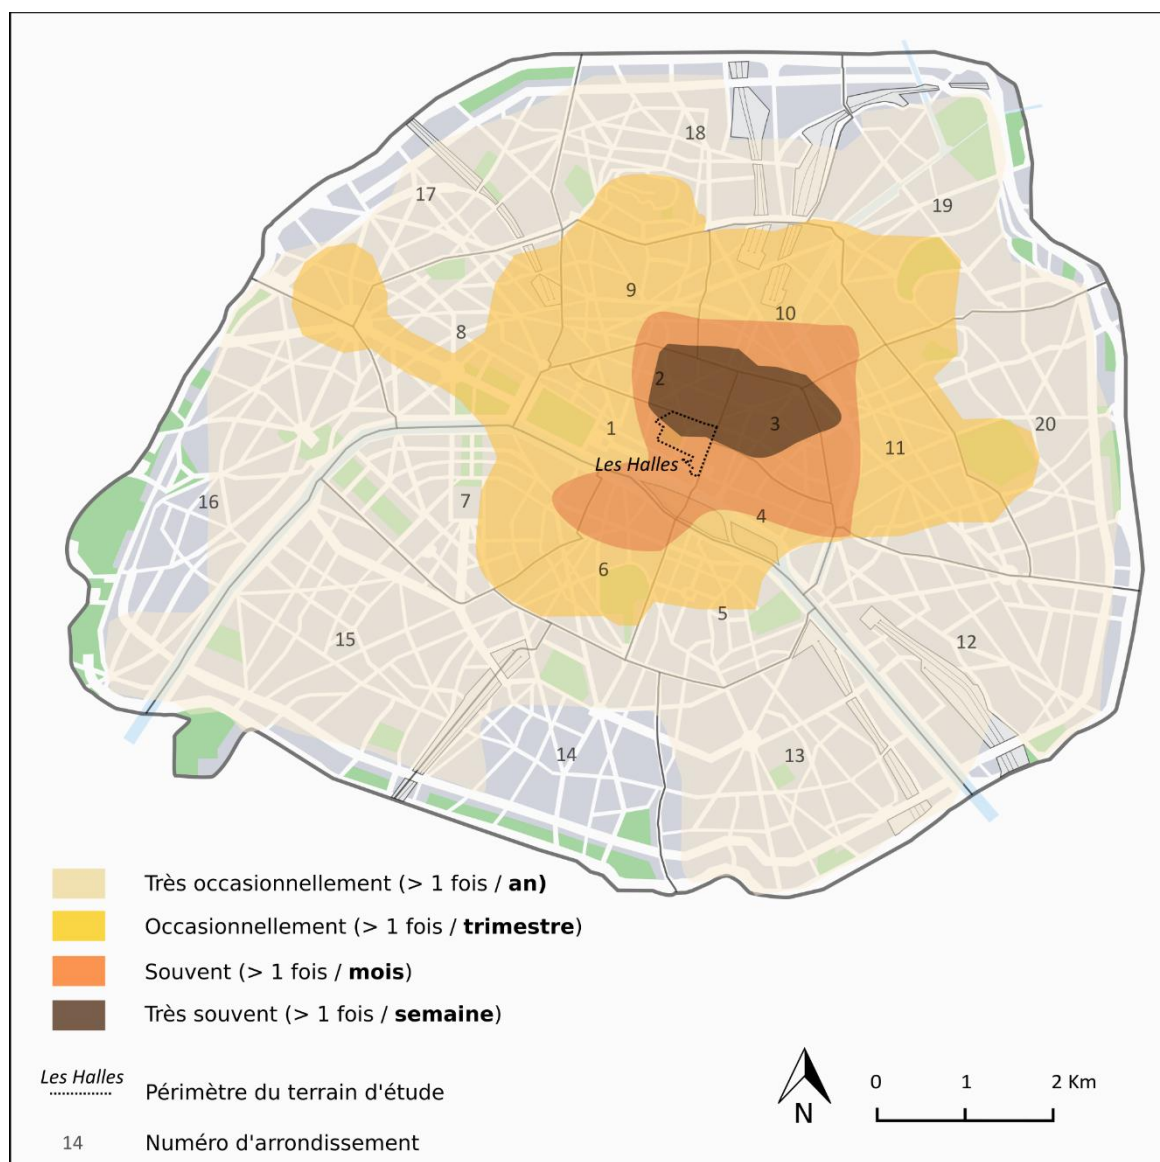 18
17
19
9
10
8
2
3
1
20
11
Les Halles
16
7
4
6
5
15
12
14
13
Très occasionnellement (> 1 fois / an)
Occasionnellement (> 1 fois / trimestre)
Souvent (> 1 fois / mois)
Très souvent (> 1 fois / semaine)
Les Halles
Périmètre du terrain d'étude
14
Numéro d'arrondissement
N
0 1 2 Km